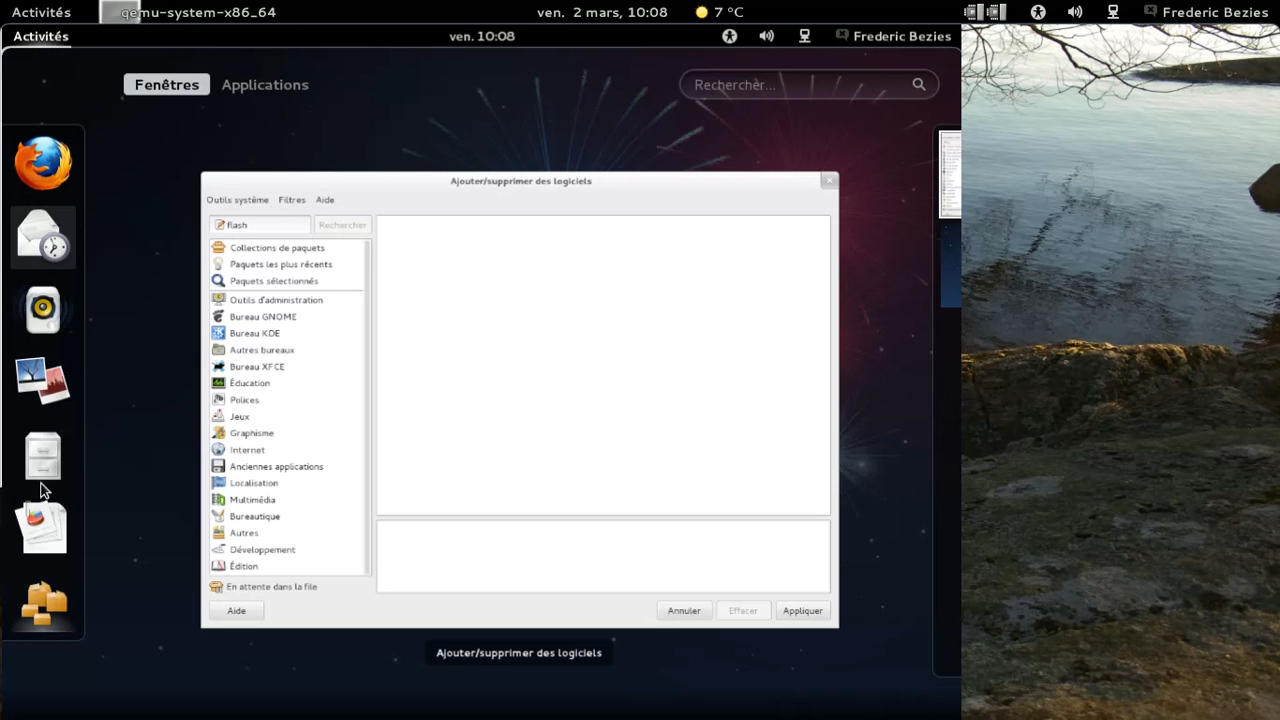 Activités
qemu-system-x86_64
ven. 2 mars, 10:08
7 °C
Frederic Bezies
Activités
ven. 10:08
Frederic Bezies
Fenêtres
Applications
Rechercher...
Ajouter/supprimer des logiciels
Outils système
Filtres
Aide
flash
Rechercher
Collections de paquets
Paquets les plus récents
Paquets sélectionnés
Outils d'administration
Bureau GNOME
Bureau KDE
Autres bureaux
Bureau XFCE
Éducation
Polices
Jeux
Graphisme
Internet
Anciennes applications
Localisation
Multimédia
Bureautique
Autres
Développement
Édition
En attente dans la file
Aide
Annuler
Effacer
Appliquer
Ajouter/supprimer des logiciels